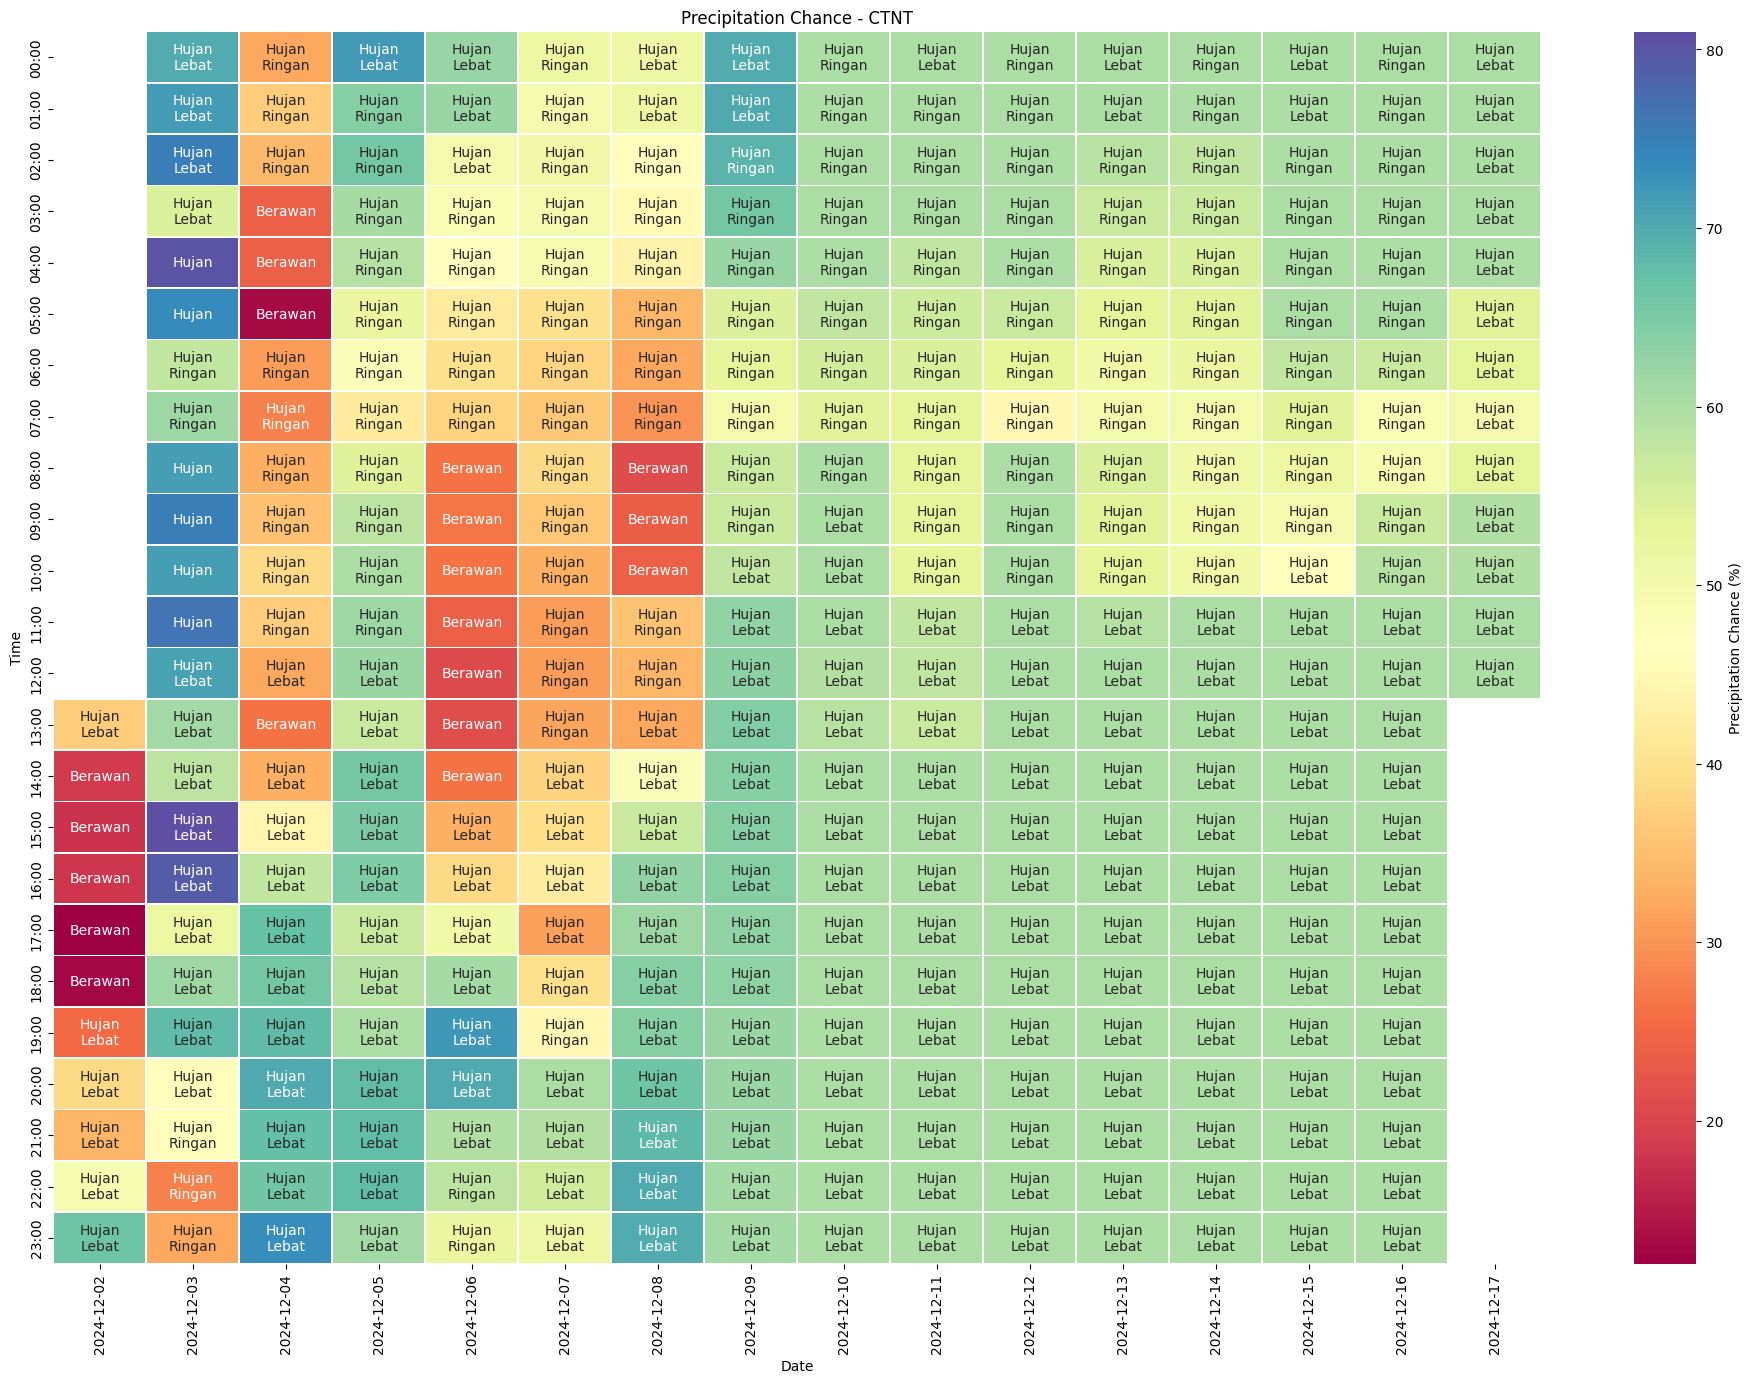 Precipitation Chance - CTNT
00:00 Hujan Lebat Hujan Ringan Hujan Lebat Hujan Lebat Hujan Ringan Hujan Lebat Hujan Lebat Hujan Ringan Hujan Lebat Hujan Ringan Hujan Lebat Hujan Ringan Hujan Lebat Hujan Ringan Hujan Lebat
01:00 Hujan Lebat Hujan Ringan Hujan Ringan Hujan Lebat Hujan Ringan Hujan Lebat Hujan Lebat Hujan Ringan Hujan Ringan Hujan Ringan Hujan Lebat Hujan Ringan Hujan Lebat Hujan Ringan Hujan Lebat
02:00 Hujan Lebat Hujan Ringan Hujan Ringan Hujan Lebat Hujan Ringan Hujan Ringan Hujan Ringan Hujan Ringan Hujan Ringan Hujan Ringan Hujan Ringan Hujan Ringan Hujan Ringan Hujan Ringan Hujan Lebat
03:00 Hujan Lebat Berawan Hujan Ringan Hujan Ringan Hujan Ringan Hujan Ringan Hujan Ringan Hujan Ringan Hujan Ringan Hujan Ringan Hujan Ringan Hujan Ringan Hujan Ringan Hujan Ringan Hujan Lebat
04:00 Hujan Berawan Hujan Ringan Hujan Ringan Hujan Ringan Hujan Ringan Hujan Ringan Hujan Ringan Hujan Ringan Hujan Ringan Hujan Ringan Hujan Ringan Hujan Ringan Hujan Ringan Hujan Lebat
05:00 Hujan Berawan Hujan Ringan Hujan Ringan Hujan Ringan Hujan Ringan Hujan Ringan Hujan Ringan Hujan Ringan Hujan Ringan Hujan Ringan Hujan Ringan Hujan Ringan Hujan Ringan Hujan Lebat
06:00 Hujan Ringan Hujan Ringan Hujan Ringan Hujan Ringan Hujan Ringan Hujan Ringan Hujan Ringan Hujan Ringan Hujan Ringan Hujan Ringan Hujan Ringan Hujan Ringan Hujan Ringan Hujan Ringan Hujan Lebat
07:00 Hujan Ringan Hujan Ringan Hujan Ringan Hujan Ringan Hujan Ringan Hujan Ringan Hujan Ringan Hujan Ringan Hujan Ringan Hujan Ringan Hujan Ringan Hujan Ringan Hujan Ringan Hujan Ringan Hujan Lebat
08:00 Hujan Hujan Ringan Hujan Ringan Berawan Hujan Ringan Berawan Hujan Ringan Hujan Ringan Hujan Ringan Hujan Ringan Hujan Ringan Hujan Ringan Hujan Ringan Hujan Ringan Hujan Lebat
09:00 Hujan Hujan Ringan Hujan Ringan Berawan Hujan Ringan Berawan Hujan Ringan Hujan Lebat Hujan Ringan Hujan Ringan Hujan Ringan Hujan Ringan Hujan Ringan Hujan Ringan Hujan Lebat
10:00 Hujan Hujan Ringan Hujan Ringan Berawan Hujan Ringan Berawan Hujan Lebat Hujan Lebat Hujan Ringan Hujan Ringan Hujan Ringan Hujan Ringan Hujan Lebat Hujan Ringan Hujan Lebat
11:00 Hujan Hujan Ringan Hujan Ringan Berawan Hujan Ringan Hujan Ringan Hujan Lebat Hujan Lebat Hujan Lebat Hujan Lebat Hujan Lebat Hujan Lebat Hujan Lebat Hujan Lebat Hujan Lebat
12:00 Hujan Lebat Hujan Lebat Hujan Lebat Berawan Hujan Ringan Hujan Ringan Hujan Lebat Hujan Lebat Hujan Lebat Hujan Lebat Hujan Lebat Hujan Lebat Hujan Lebat Hujan Lebat Hujan Lebat
13:00 Hujan Lebat Hujan Lebat Berawan Hujan Lebat Berawan Hujan Ringan Hujan Lebat Hujan Lebat Hujan Lebat Hujan Lebat Hujan Lebat Hujan Lebat Hujan Lebat Hujan Lebat Hujan Lebat
14:00 Berawan Hujan Lebat Hujan Lebat Hujan Lebat Berawan Hujan Lebat Hujan Lebat Hujan Lebat Hujan Lebat Hujan Lebat Hujan Lebat Hujan Lebat Hujan Lebat Hujan Lebat Hujan Lebat
15:00 Berawan Hujan Lebat Hujan Lebat Hujan Lebat Hujan Lebat Hujan Lebat Hujan Lebat Hujan Lebat Hujan Lebat Hujan Lebat Hujan Lebat Hujan Lebat Hujan Lebat Hujan Lebat Hujan Lebat
16:00 Berawan Hujan Lebat Hujan Lebat Hujan Lebat Hujan Lebat Hujan Lebat Hujan Lebat Hujan Lebat Hujan Lebat Hujan Lebat Hujan Lebat Hujan Lebat Hujan Lebat Hujan Lebat Hujan Lebat
17:00 Berawan Hujan Lebat Hujan Lebat Hujan Lebat Hujan Lebat Hujan Lebat Hujan Lebat Hujan Lebat Hujan Lebat Hujan Lebat Hujan Lebat Hujan Lebat Hujan Lebat Hujan Lebat Hujan Lebat
18:00 Berawan Hujan Lebat Hujan Lebat Hujan Lebat Hujan Lebat Hujan Ringan Hujan Lebat Hujan Lebat Hujan Lebat Hujan Lebat Hujan Lebat Hujan Lebat Hujan Lebat Hujan Lebat Hujan Lebat
19:00 Hujan Lebat Hujan Lebat Hujan Lebat Hujan Lebat Hujan Lebat Hujan Ringan Hujan Lebat Hujan Lebat Hujan Lebat Hujan Lebat Hujan Lebat Hujan Lebat Hujan Lebat Hujan Lebat Hujan Lebat
20:00 Hujan Lebat Hujan Lebat Hujan Lebat Hujan Lebat Hujan Lebat Hujan Lebat Hujan Lebat Hujan Lebat Hujan Lebat Hujan Lebat Hujan Lebat Hujan Lebat Hujan Lebat Hujan Lebat Hujan Lebat
21:00 Hujan Lebat Hujan Ringan Hujan Lebat Hujan Lebat Hujan Lebat Hujan Lebat Hujan Lebat Hujan Lebat Hujan Lebat Hujan Lebat Hujan Lebat Hujan Lebat Hujan Lebat Hujan Lebat Hujan Lebat
22:00 Hujan Lebat Hujan Ringan Hujan Lebat Hujan Lebat Hujan Ringan Hujan Lebat Hujan Lebat Hujan Lebat Hujan Lebat Hujan Lebat Hujan Lebat Hujan Lebat Hujan Lebat Hujan Lebat Hujan Lebat
23:00 Hujan Lebat Hujan Ringan Hujan Lebat Hujan Lebat Hujan Ringan Hujan Lebat Hujan Lebat Hujan Lebat Hujan Lebat Hujan Lebat Hujan Lebat Hujan Lebat Hujan Lebat Hujan Lebat Hujan Lebat
Time
2024-12-02 2024-12-03 2024-12-04 2024-12-05 2024-12-06 2024-12-07 2024-12-08 2024-12-09 2024-12-10 2024-12-11 2024-12-12 2024-12-13 2024-12-14 2024-12-15 2024-12-16 2024-12-17
Date
80
70
60
50
40
30
20
Precipitation Chance (%)